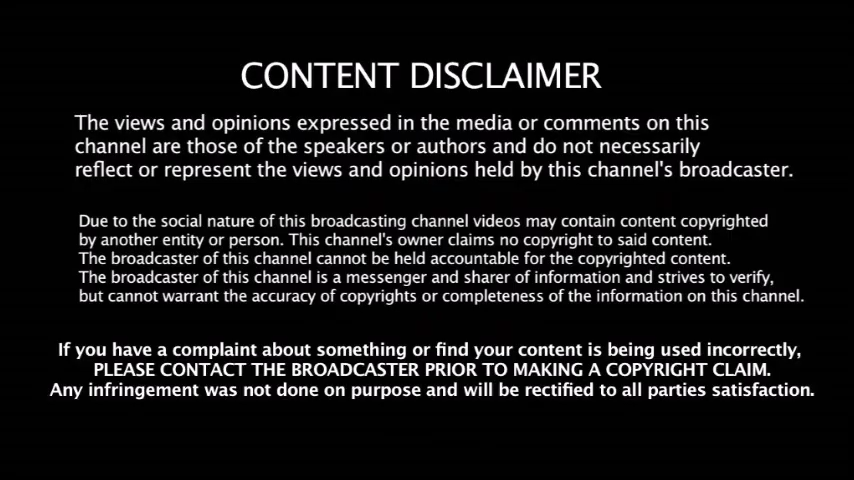 CONTENT DISCLAIMER
The views and opinions expressed in the media or comments on this
channel are those of the speakers or authors and do not necessarily
reflect or represent the views and opinions held by this channel's broadcaster.
Due to the social nature of this broadcasting channel videos may contain content copyrighted
by another entity or person. This channel's owner claims no copyright to said content.
The broadcaster of this channel cannot be held accountable for the copyrighted content.
The broadcaster of this channel is a messenger and sharer of information and strives to verify,
but cannot warrant the accuracy of copyrights or completeness of the information on this channel.
If you have a complaint about something or find your content is being used incorrectly,
PLEASE CONTACT THE BROADCASTER PRIOR TO MAKING A COPYRIGHT CLAIM.
Any infringement was not done on purpose and will be rectified to all parties satisfaction.